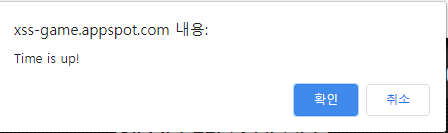 xss-game.appspot.com 내용:
Time is up!
확인 취소